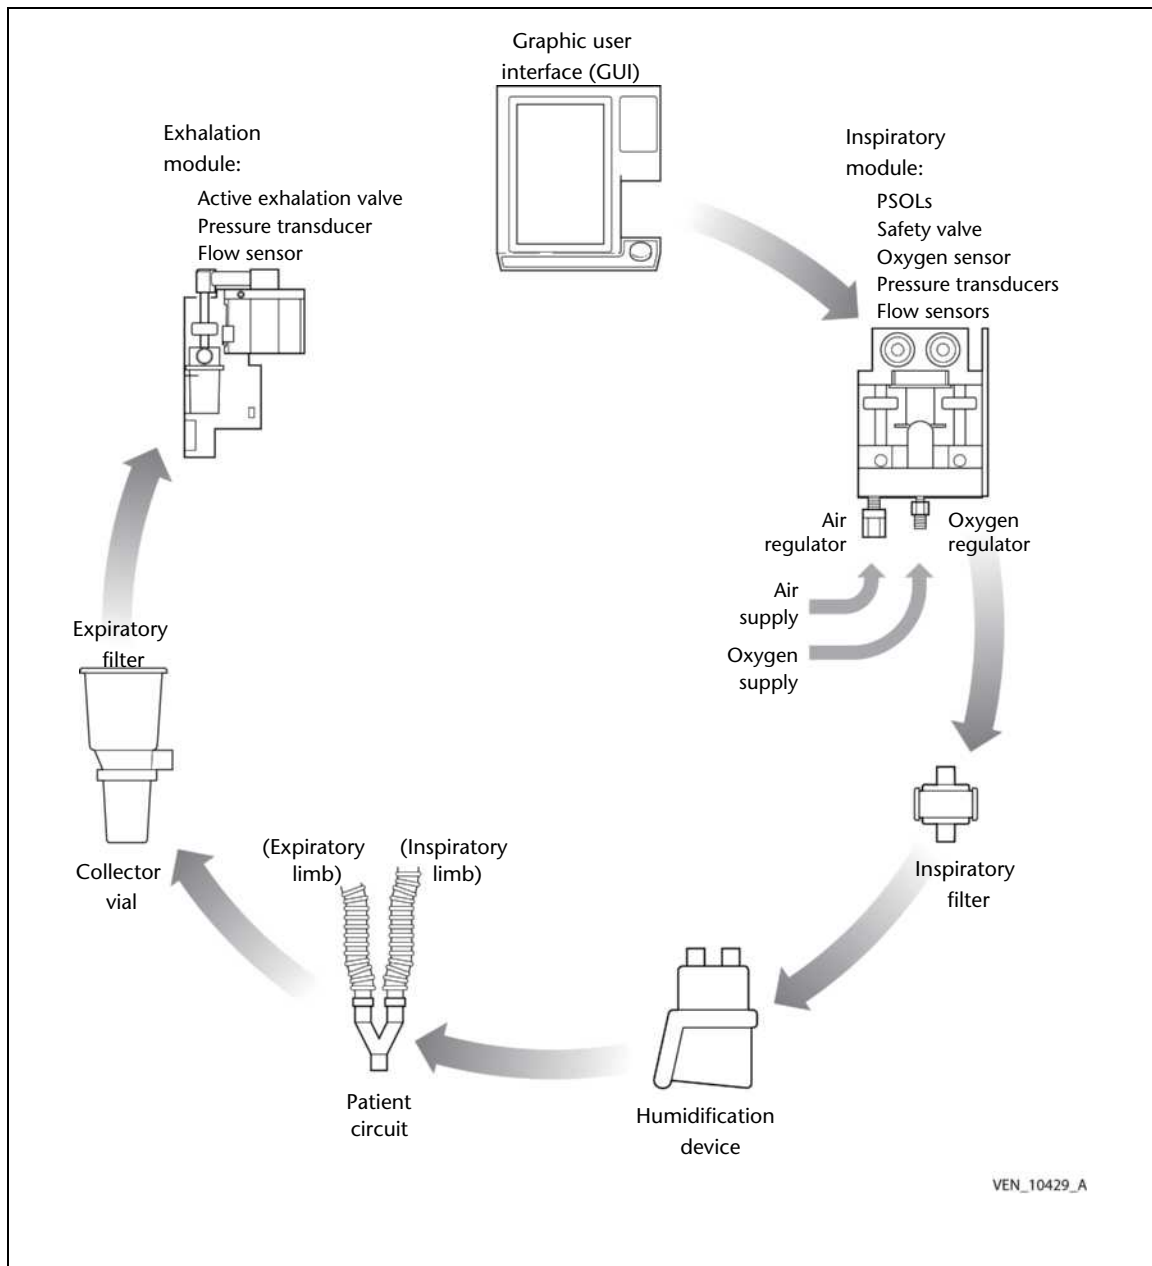 Graphic user
interface (GUI)
Exhalation
module:
Active exhalation valve
Pressure transducer
Flow sensor
Inspiratory
module:
PSOLs
Safety valve
Oxygen sensor
Pressure transducers
Flow sensors
Air
regulator
Oxygen
regulator
Air
supply
Oxygen
supply
Expiratory
filter
Collector
vial
(Expiratory
limb)
(Inspiratory
limb)
Inspiratory
filter
Patient
circuit
Humidification
device
VEN_10429_A